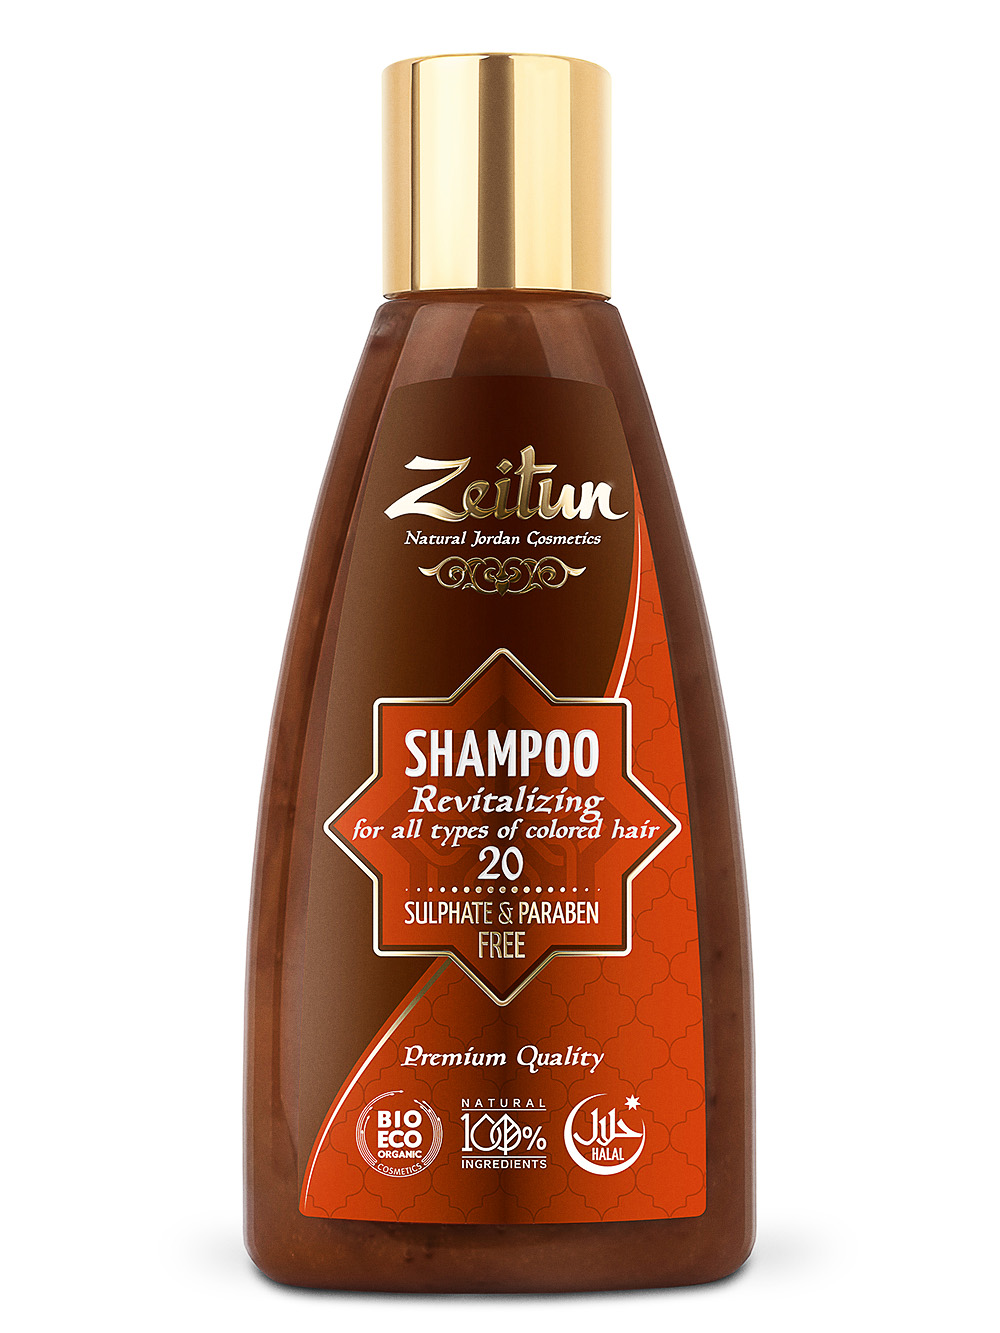 Zeitun
Natural Jordan Cosmetics
SHAMPOO
Revitalizing
for all types of colored hair
20
SULPHATE & PARABEN
FREE
Premium Quality
BIO
ECO
ORGANIC
COSMETICS
NATURAL
100%
INGREDIENTS
حلال
HALAL